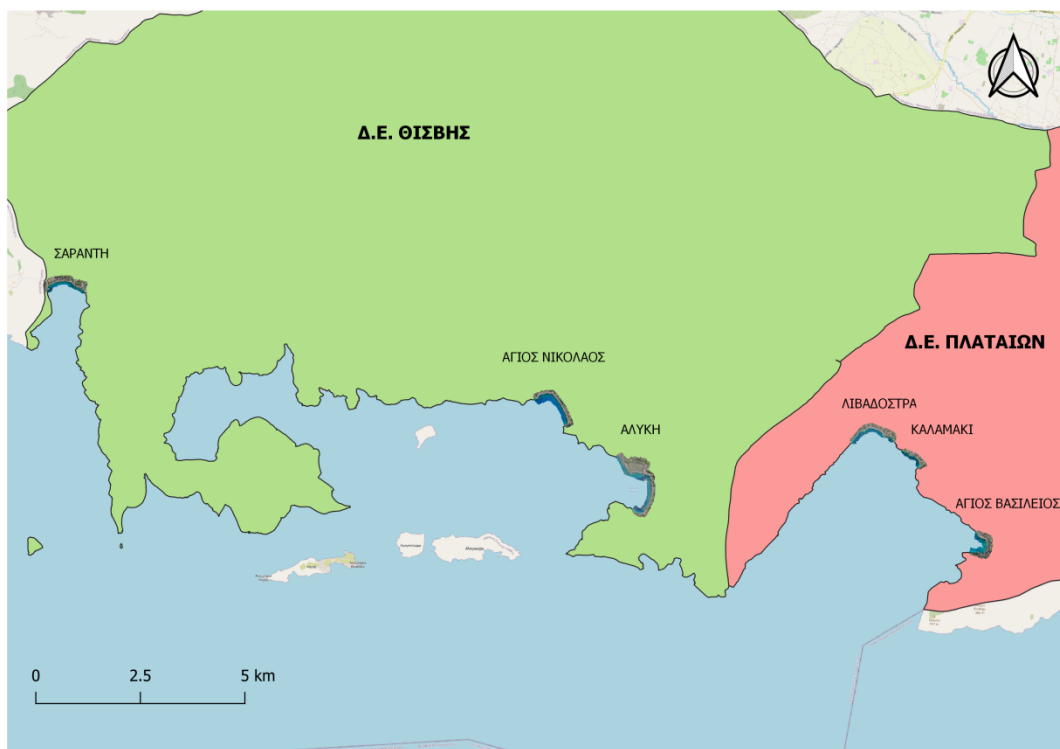 Δ.Ε. ΘΙΣΒΗΣ
ΣΑΡΑΝΤΗ
Δ.Ε. ΠΛΑΤΑΙΩΝ
ΑΓΙΟΣ ΝΙΚΟΛΑΟΣ
ΛΙΒΑΔΟΣΤΡΑ
ΑΛΥΚΗ
ΚΑΛΑΜΑΚΙ
ΑΓΙΟΣ ΒΑΣΙΛΕΙΟΣ
0 2.5 5 km